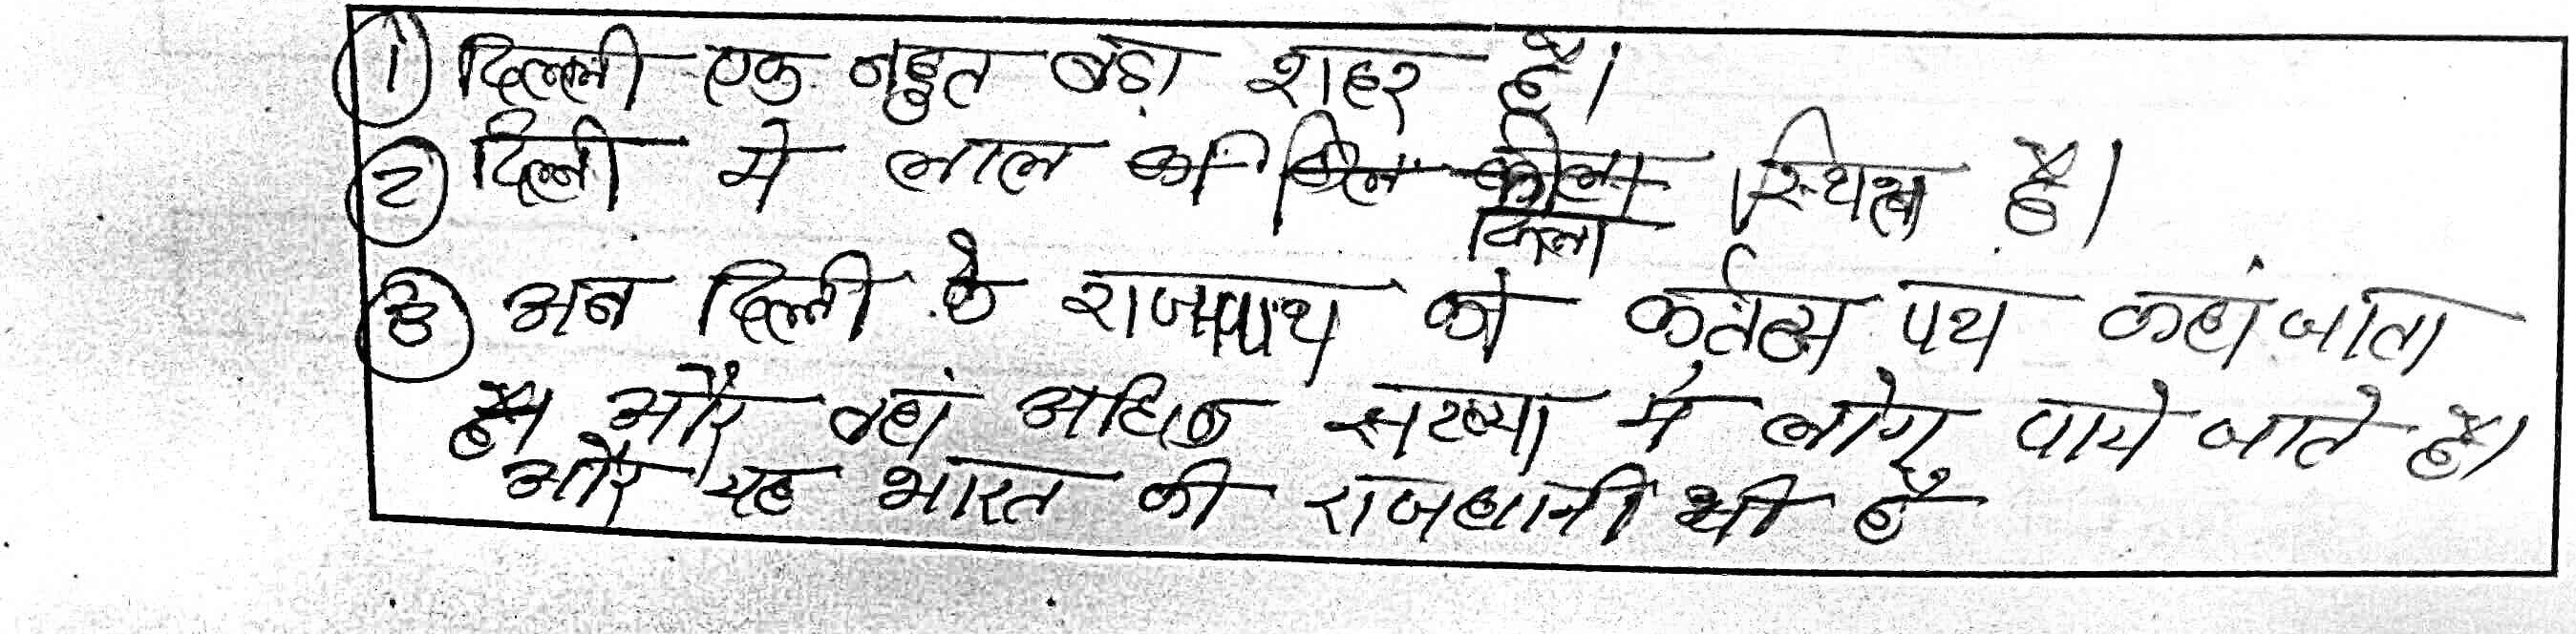 ① दिल्ली एक बहुत बडा शहर है।
② दिल्ली मे लाल की किला स्थित है।
③ अब दिल्ली के राजपाथ को कर्तव्य पथ कहां जाता
है। और वहां अधिक संख्या में लोग पाये जाते है।
और यह भारत की राजधानी भी है